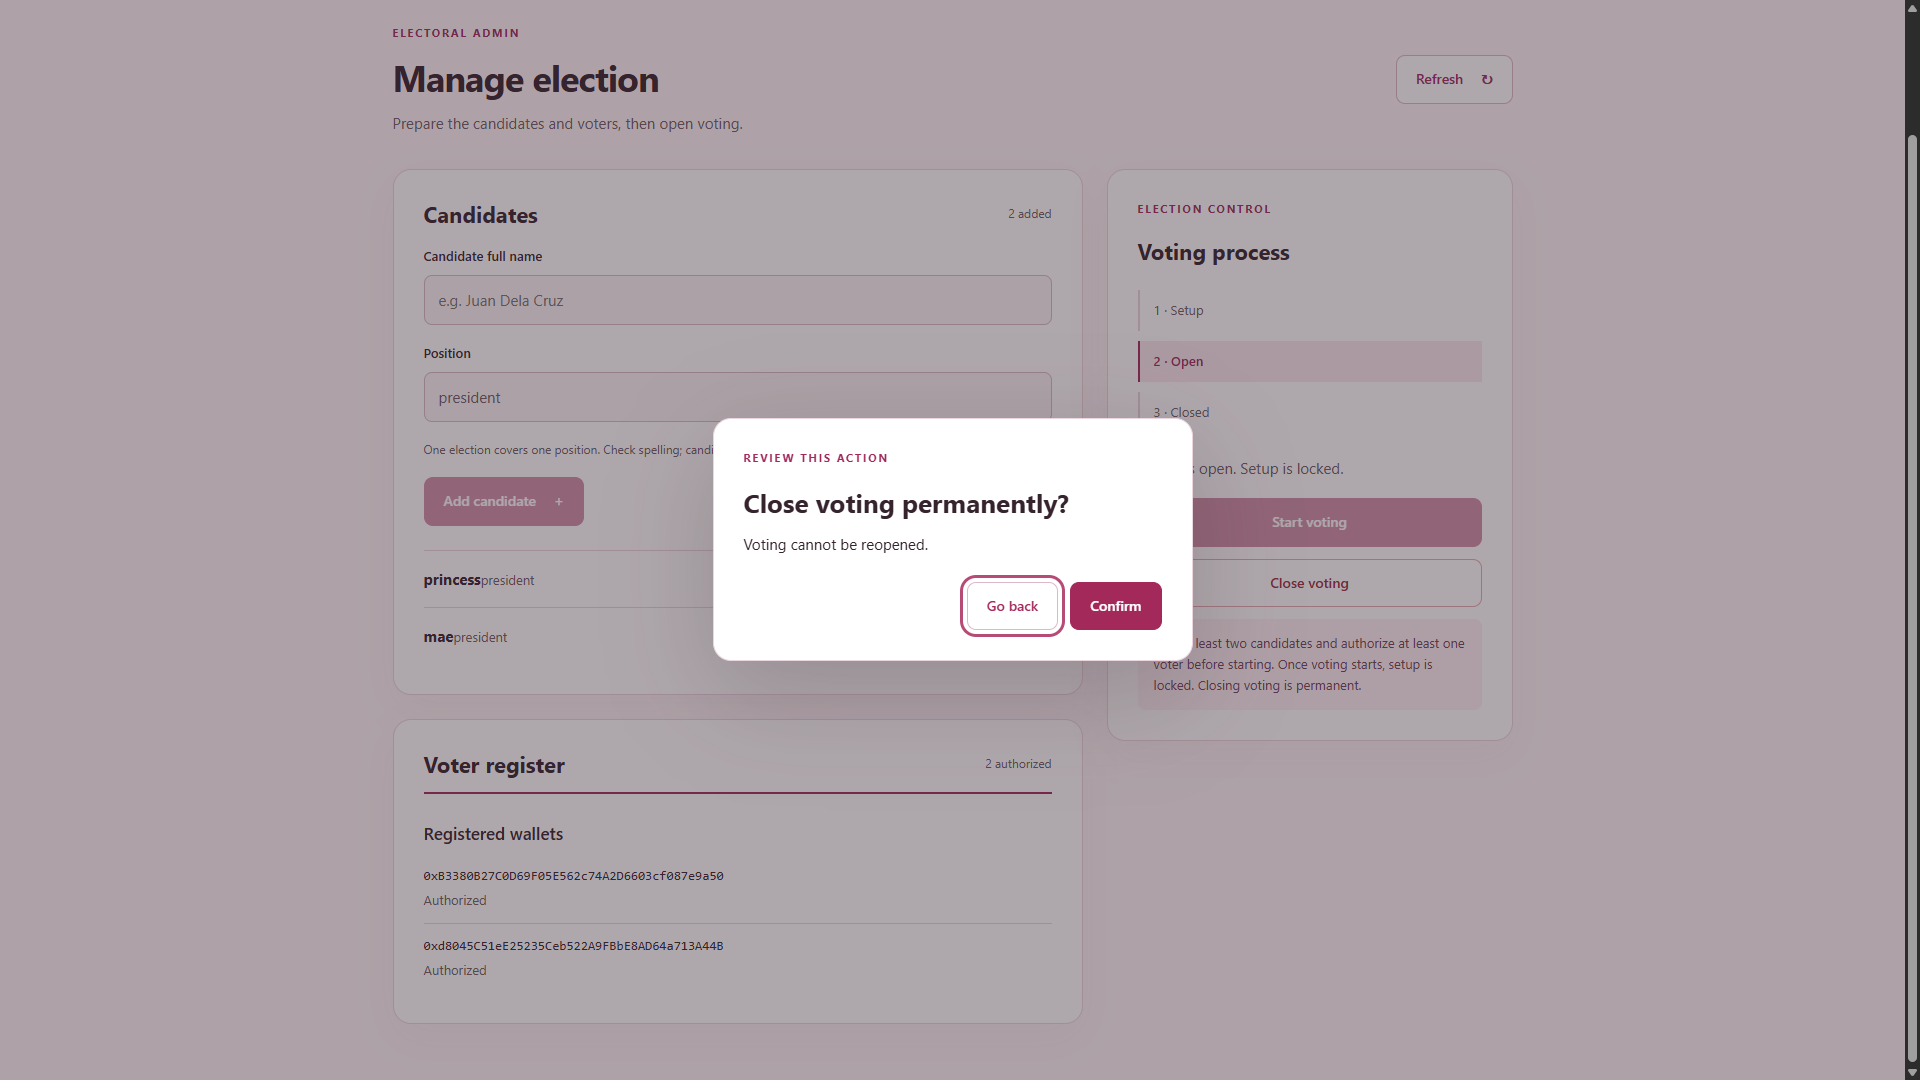 ELECTORAL ADMIN
Manage election
Prepare the candidates and voters, then open voting.
Refresh ↻
Candidates
2 added
Candidate full name
e.g. Juan Dela Cruz
Position
president
One election covers one position. Check spelling; candi
Add candidate +
princesspresident
maepresident
Voter register
2 authorized
Registered wallets
0xB3380B27C0D69F05E562c74A2D6603cf087e9a50
Authorized
0xd8045C51eE25235Ceb522A9FBbE8AD64a713A44B
Authorized
ELECTION CONTROL
Voting process
1 · Setup
2 · Open
3 · Closed
open. Setup is locked.
Start voting
Close voting
least two candidates and authorize at least one
voter before starting. Once voting starts, setup is
locked. Closing voting is permanent.
REVIEW THIS ACTION
Close voting permanently?
Voting cannot be reopened.
Go back
Confirm